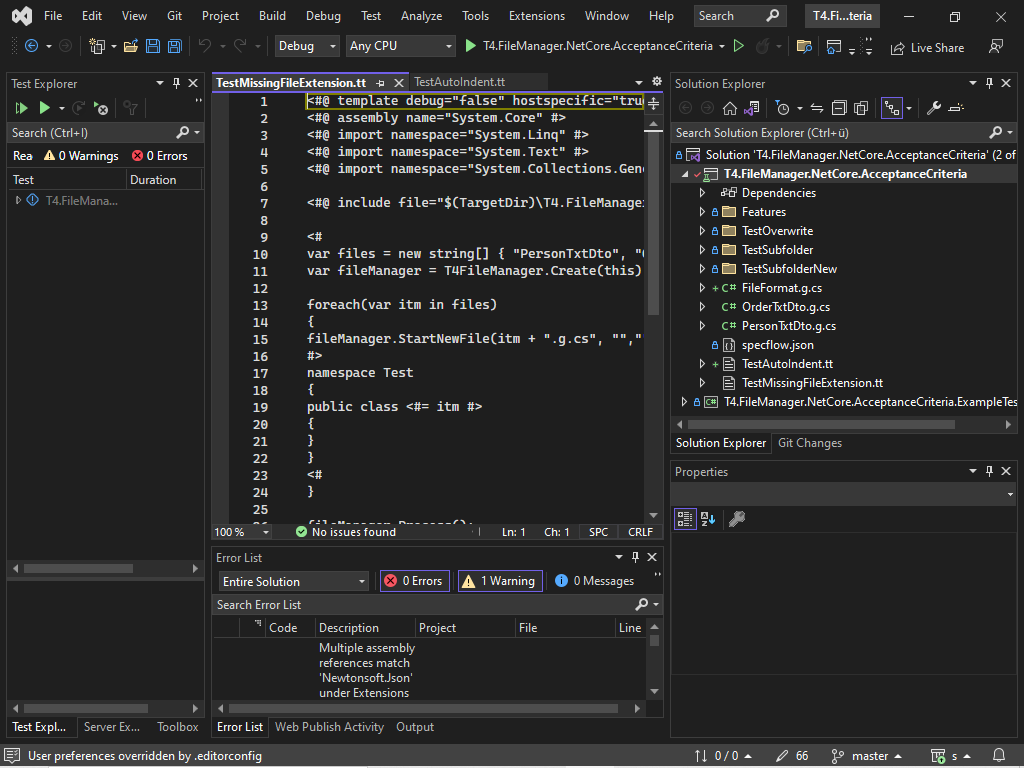 File Edit View Git Project Build Debug Test Analyze Tools Extensions Window Help Search T4.Fi...teria
Debug Any CPU T4.FileManager.NetCore.AcceptanceCriteria Live Share
Test Explorer
Search (Ctrl+I)
Rea 0 Warnings 0 Errors
Test Duration
T4.FileMana...
Test Expl... Server Ex... Toolbox
TestMissingFileExtension.tt TestAutoIndent.tt
1 <#@ template debug="false" hostspecific="tru
2 <#@ assembly name="System.Core" #>
3 <#@ import namespace="System.Linq" #>
4 <#@ import namespace="System.Text" #>
5 <#@ import namespace="System.Collections.Gene
6
7 <#@ include file="$(TargetDir)\T4.FileManage
8
9 <#
10 var files = new string[] { "PersonTxtDto", "
11 var fileManager = T4FileManager.Create(this)
12
13 foreach(var itm in files)
14 {
15 fileManager.StartNewFile(itm + ".g.cs", "","
16 #>
17 namespace Test
18 {
19 public class <#= itm #>
20 {
21 }
22 }
23 <#
24 }
25
26 fileManager.Process();
100 % No issues found Ln: 1 Ch: 1 SPC CRLF
Error List
Entire Solution 0 Errors 1 Warning 0 Messages
Search Error List
Code Description Project File Line
Multiple assembly
references match
'Newtonsoft.Json'
under Extensions
Error List Web Publish Activity Output
Solution Explorer
Search Solution Explorer (Ctrl+ü)
Solution 'T4.FileManager.NetCore.AcceptanceCriteria' (2 of
T4.FileManager.NetCore.AcceptanceCriteria
Dependencies
Features
TestOverwrite
TestSubfolder
TestSubfolderNew
+ C# FileFormat.g.cs
C# OrderTxtDto.g.cs
C# PersonTxtDto.g.cs
specflow.json
+ TestAutoIndent.tt
TestMissingFileExtension.tt
C# T4.FileManager.NetCore.AcceptanceCriteria.ExampleTes
Solution Explorer Git Changes
Properties
User preferences overridden by .editorconfig 0 / 0 66 master s